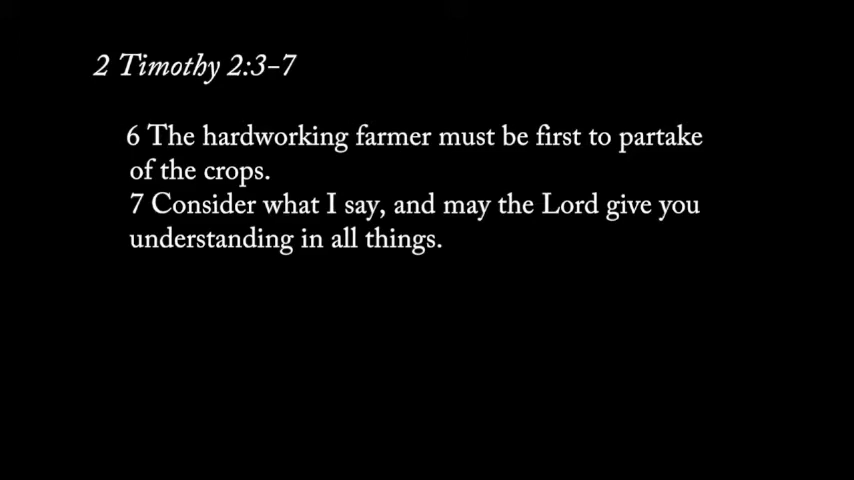 2 Timothy 2:3–7
6 The hardworking farmer must be first to partake
of the crops.
7 Consider what I say, and may the Lord give you
understanding in all things.